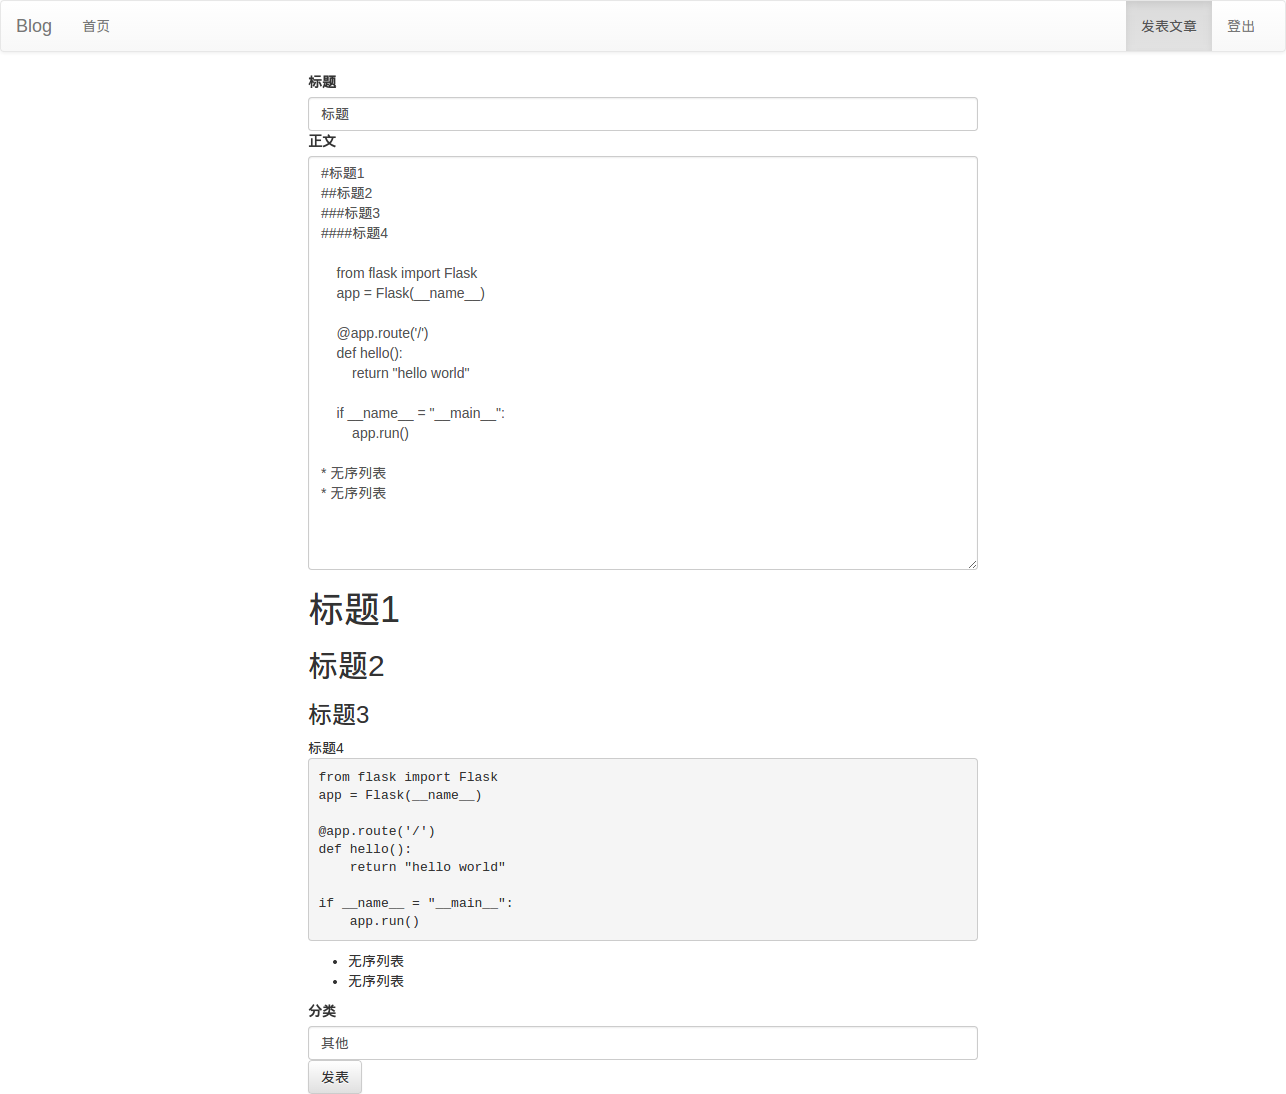 Blog 首页 发表文章 登出
标题
标题
正文
#标题1
##标题2
###标题3
####标题4
    from flask import Flask
    app = Flask(__name__)
    @app.route('/')
    def hello():
        return "hello world"
    if __name__ = "__main__":
        app.run()
* 无序列表
* 无序列表
标题1
标题2
标题3
标题4
from flask import Flask
app = Flask(__name__)
@app.route('/')
def hello():
    return "hello world"
if __name__ = "__main__":
    app.run()
• 无序列表
• 无序列表
分类
其他
发表